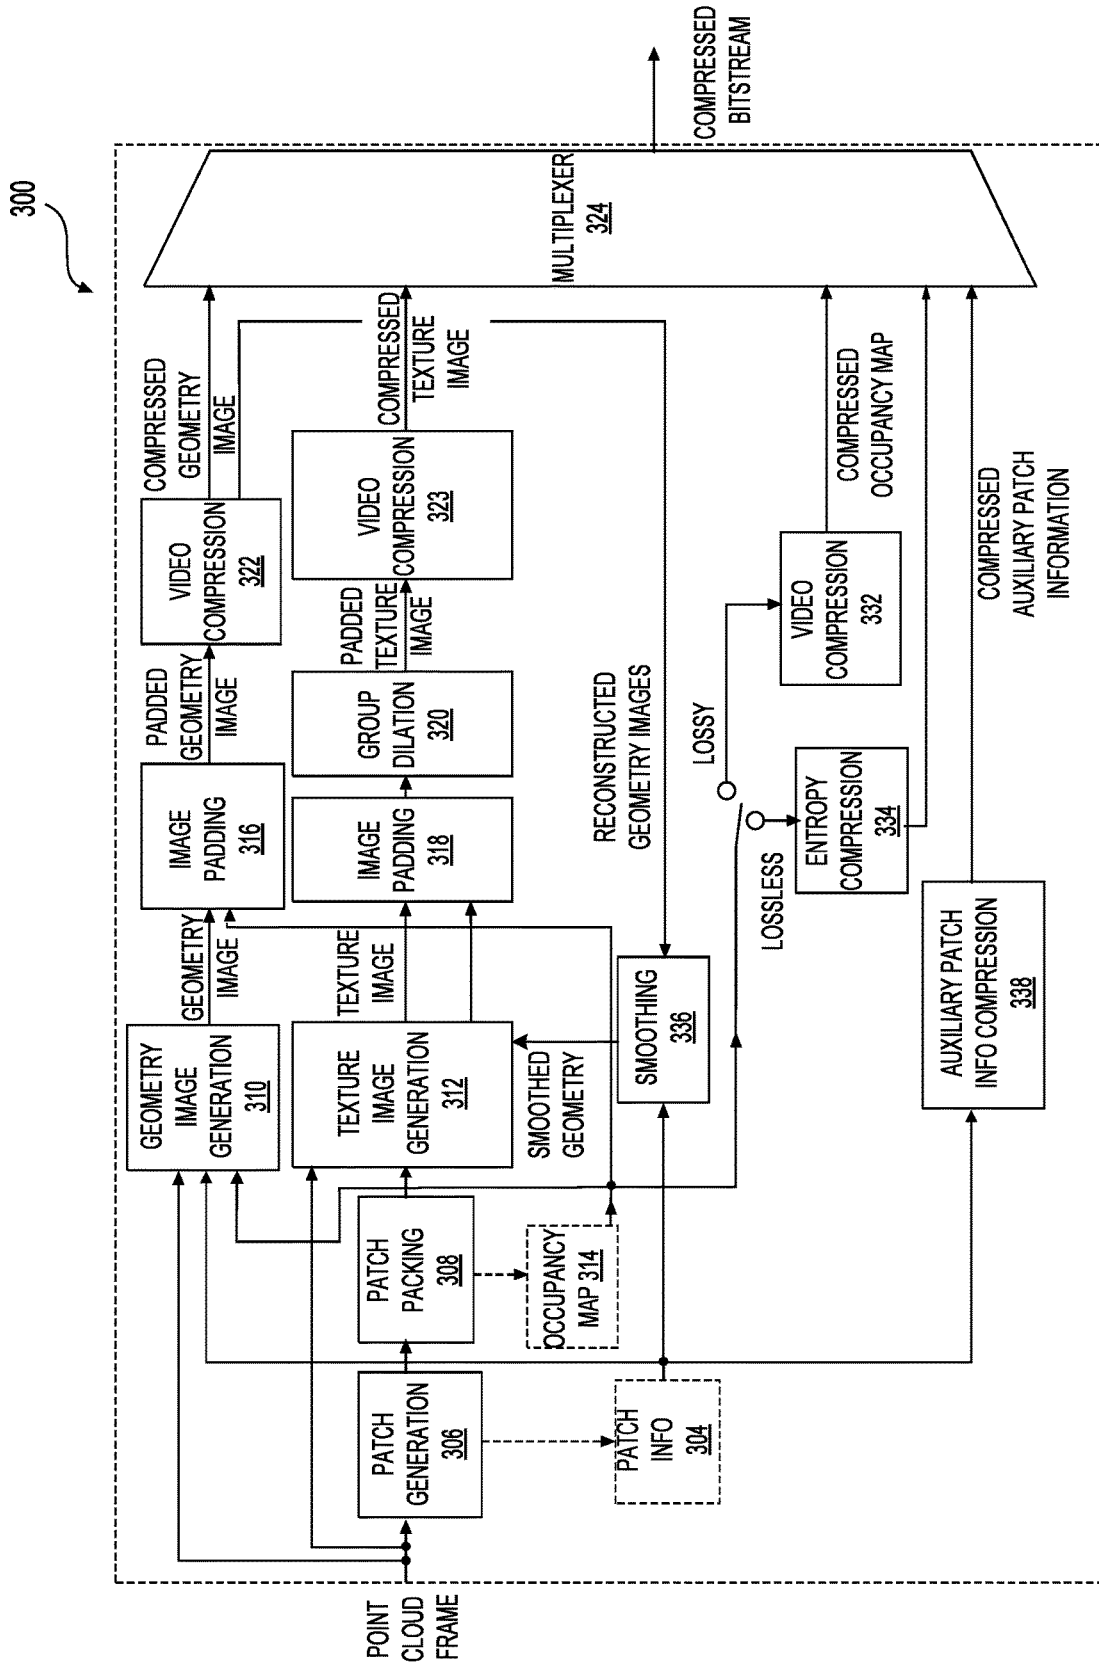 300
POINT
CLOUD
FRAME
PATCH
GENERATION
306
PATCH
INFO
304
PATCH
PACKING
308
OCCUPANCY
MAP 314
GEOMETRY
IMAGE
GENERATION
310
TEXTURE
IMAGE
GENERATION
312
SMOOTHED
GEOMETRY
SMOOTHING
336
GEOMETRY
IMAGE
TEXTURE
IMAGE
IMAGE
PADDING
316
IMAGE
PADDING
318
GROUP
DILATION
320
PADDED
GEOMETRY
IMAGE
PADDED
TEXTURE
IMAGE
RECONSTRUCTED
GEOMETRY IMAGES
VIDEO
COMPRESSION
322
VIDEO
COMPRESSION
323
COMPRESSED
GEOMETRY
IMAGE
COMPRESSED
TEXTURE
IMAGE
LOSSY
LOSSLESS
VIDEO
COMPRESSION
332
ENTROPY
COMPRESSION
334
AUXILIARY PATCH
INFO COMPRESSION
338
COMPRESSED
OCCUPANCY MAP
COMPRESSED
AUXILIARY PATCH
INFORMATION
MULTIPLEXER
324
COMPRESSED
BITSTREAM